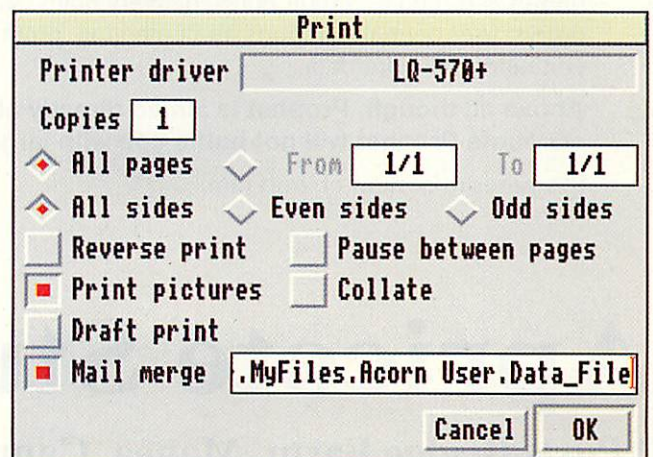 Print
Printer driver LQ-570+
Copies 1
All pages From 1/1 To 1/1
All sides Even sides Odd sides
Reverse print Pause between pages
Print pictures Collate
Draft print
Mail merge .MyFiles.Acorn User.Data_File
Cancel OK